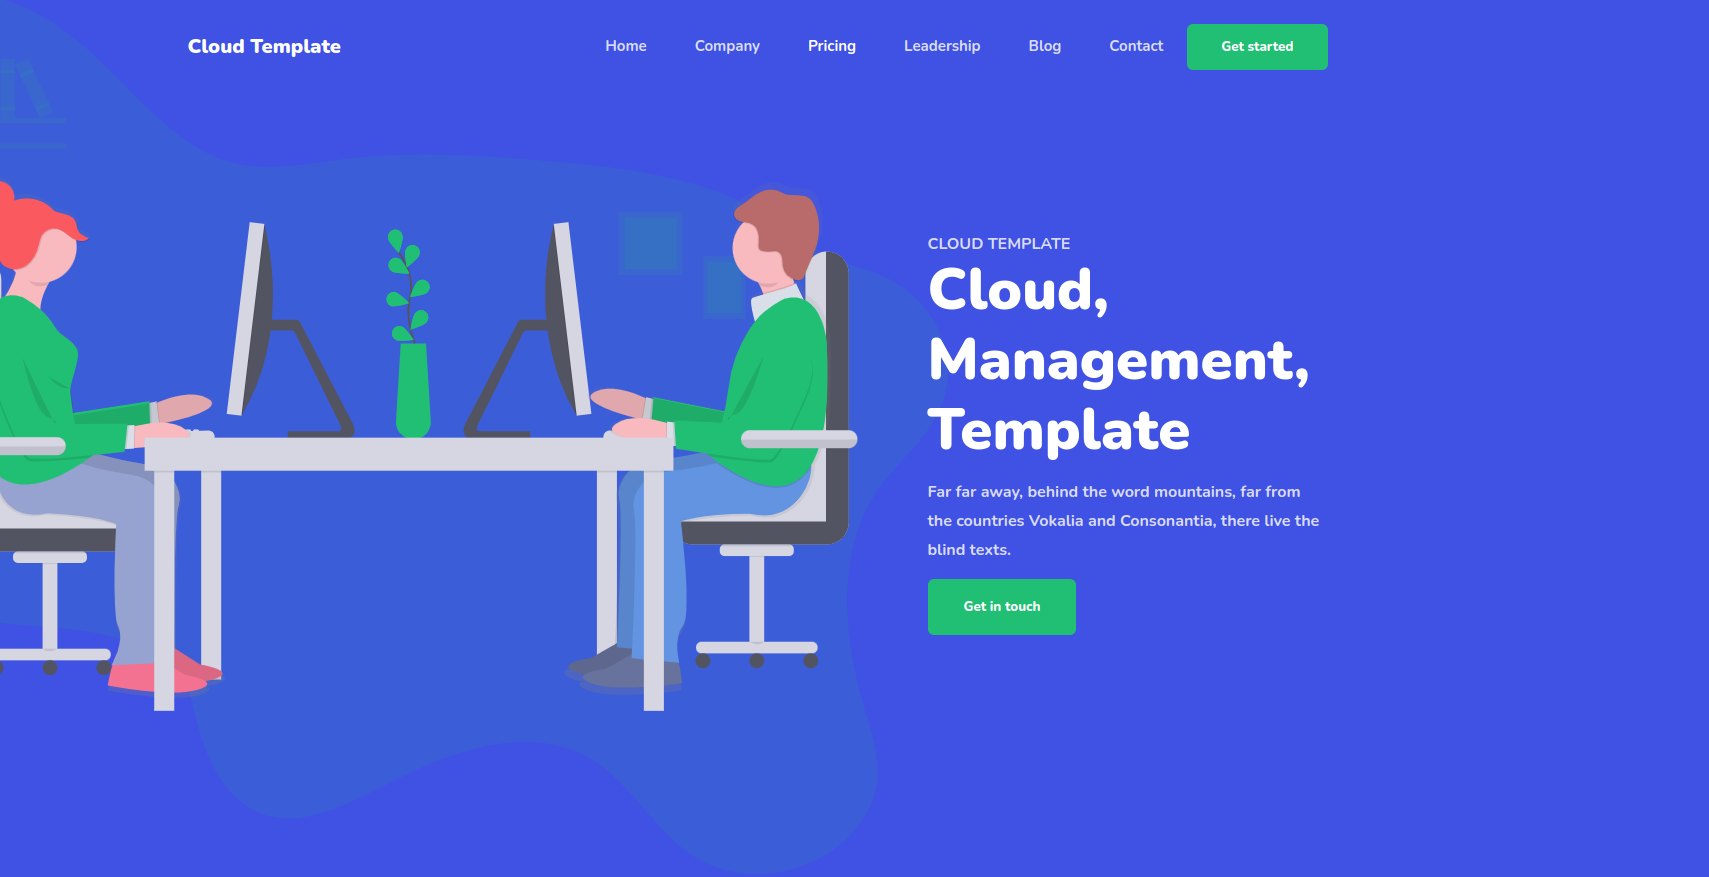 Cloud Template
Home Company Pricing Leadership Blog Contact Get started
CLOUD TEMPLATE
Cloud,
Management,
Template
Far far away, behind the word mountains, far from
the countries Vokalia and Consonantia, there live the
blind texts.
Get in touch